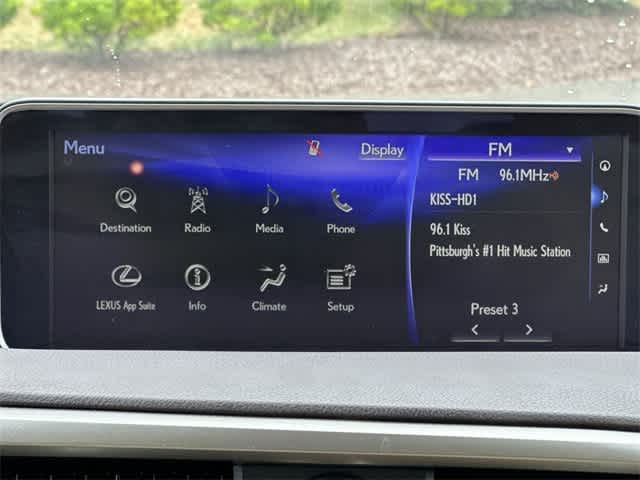 Menu
Display
Destination
Radio
Media
Phone
LEXUS App Suite
Info
Climate
Setup
FM
FM 96.1MHz
KISS-HD1
96.1 Kiss
Pittsburgh's #1 Hit Music Station
Preset 3